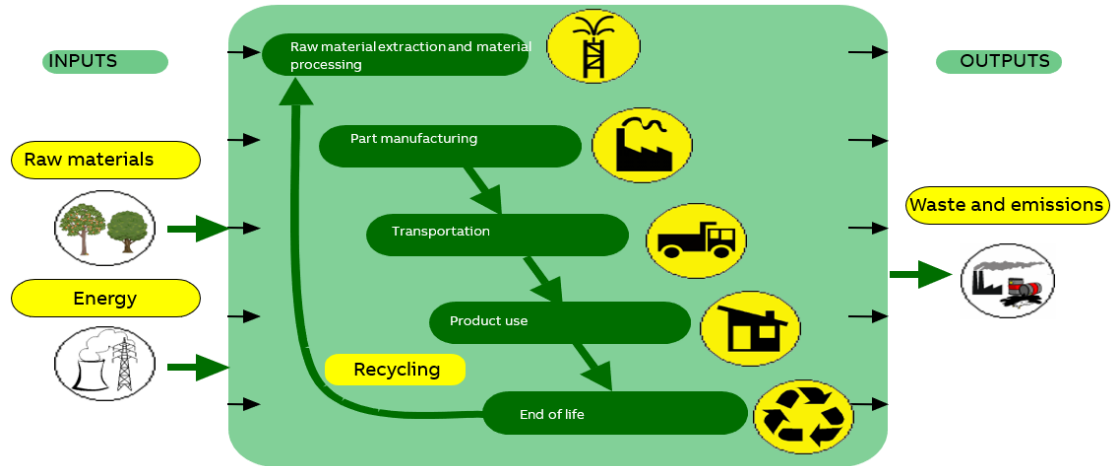 INPUTS
Raw materials
Energy
Raw material extraction and material
processing
Part manufacturing
Transportation
Product use
Recycling
End of life
OUTPUTS
Waste and emissions